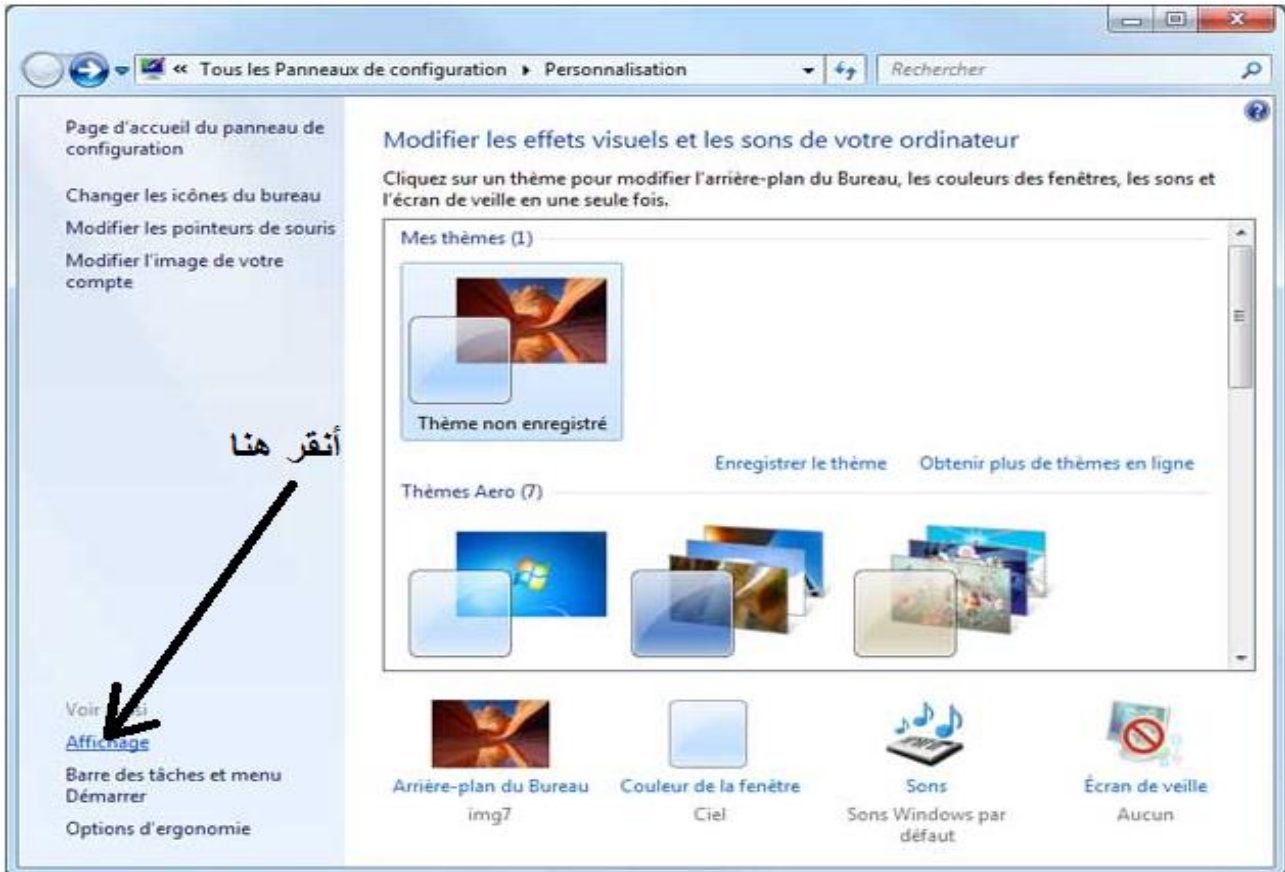 « Tous les Panneaux de configuration ▸ Personnalisation
Rechercher
Page d'accueil du panneau de
configuration
Changer les icônes du bureau
Modifier les pointeurs de souris
Modifier l'image de votre
compte
أنقر هنا
Voir
Affichage
Barre des tâches et menu
Démarrer
Options d'ergonomie
Modifier les effets visuels et les sons de votre ordinateur
Cliquez sur un thème pour modifier l'arrière-plan du Bureau, les couleurs des fenêtres, les sons et
l'écran de veille en une seule fois.
Mes thèmes (1)
Thème non enregistré
Enregistrer le thème Obtenir plus de thèmes en ligne
Thèmes Aero (7)
Arrière-plan du Bureau
img7
Couleur de la fenêtre
Ciel
Sons
Sons Windows par
défaut
Écran de veille
Aucun